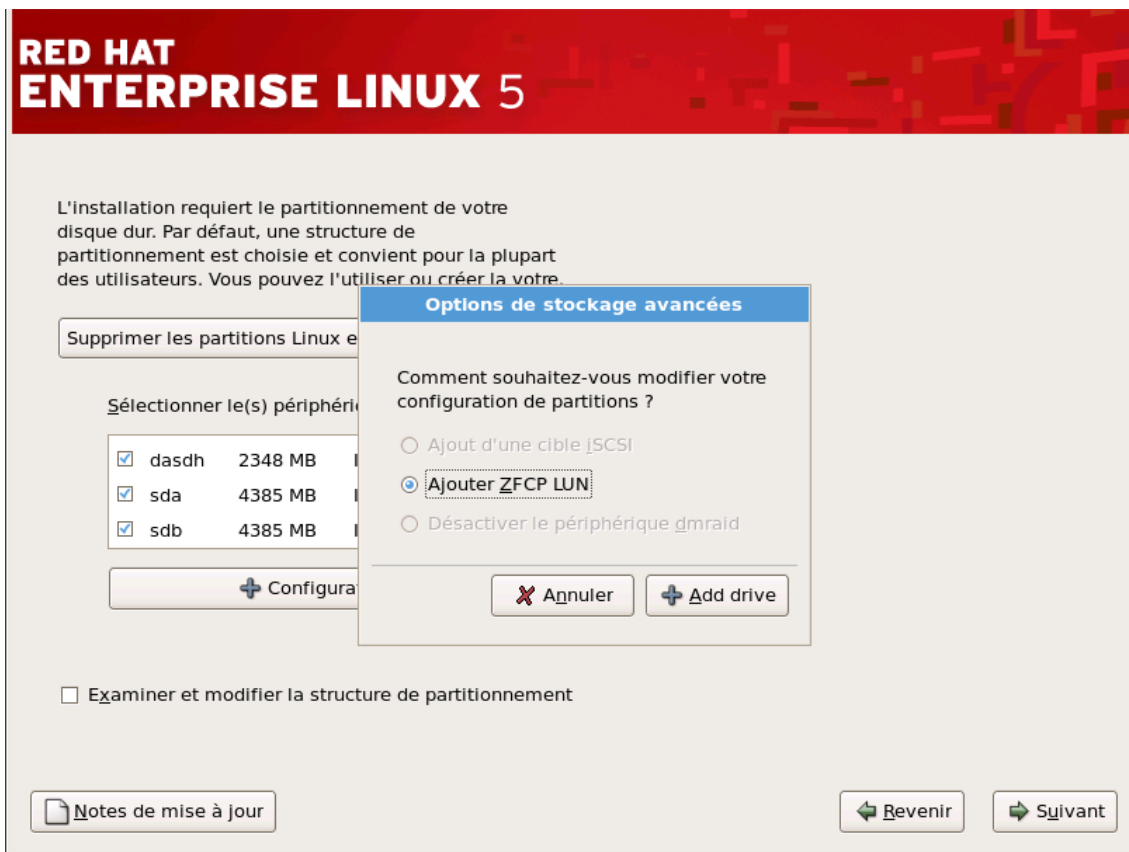 RED HAT
ENTERPRISE LINUX 5
L'installation requiert le partitionnement de votre
disque dur. Par défaut, une structure de
partitionnement est choisie et convient pour la plupart
des utilisateurs. Vous pouvez l'utiliser ou créer la votre.
Options de stockage avancées
Supprimer les partitions Linux e
Comment souhaitez-vous modifier votre
configuration de partitions ?
Sélectionner le(s) périphéri
Ajout d'une cible iSCSI
dasdh 2348 MB
Ajouter ZFCP LUN
sda 4385 MB
Désactiver le périphérique dmraid
sdb 4385 MB
Configura
Annuler
Add drive
Examiner et modifier la structure de partitionnement
Notes de mise à jour
Revenir
Suivant